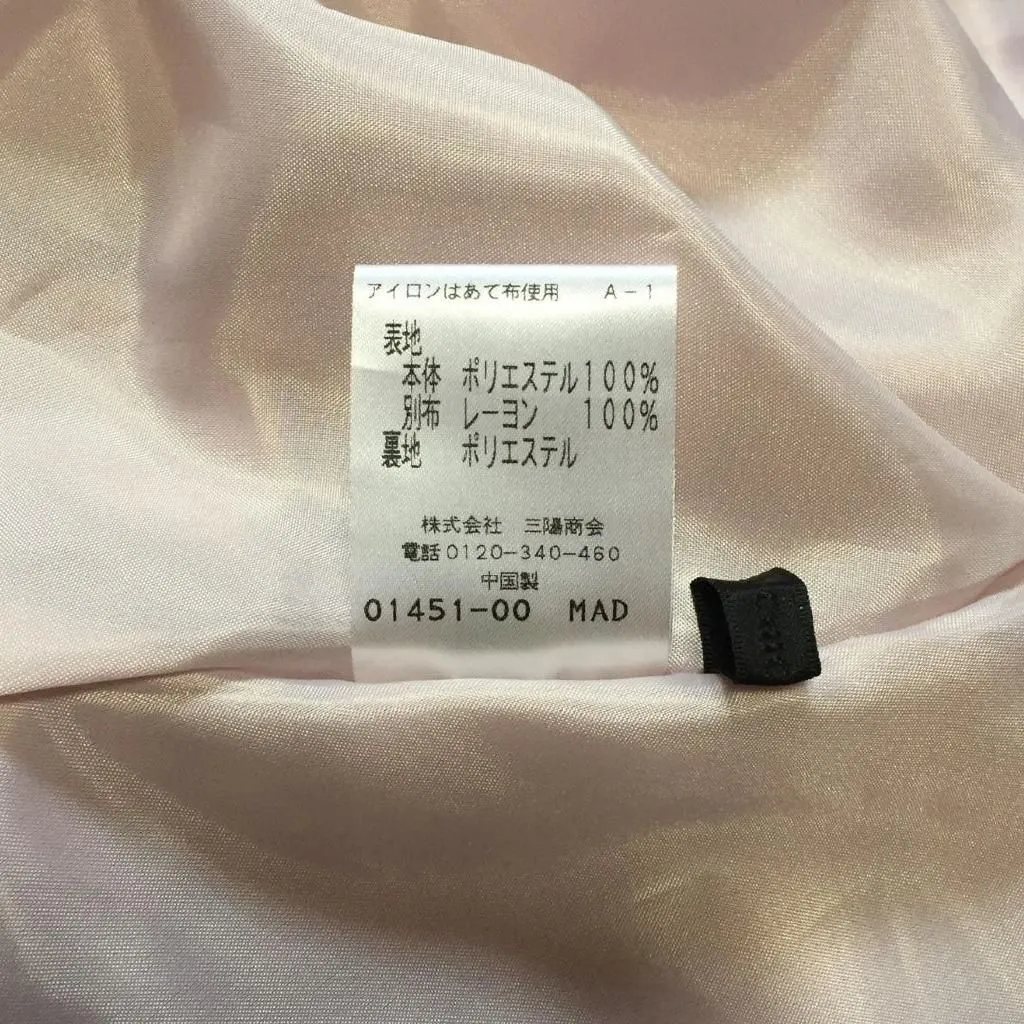 アイロンはあて布使用 A-1
表地
本体 ポリエステル100%
別布 レーヨン 100%
裏地 ポリエステル
株式会社 三陽商会
電話0120-340-460
中国製
01451-00 MAD